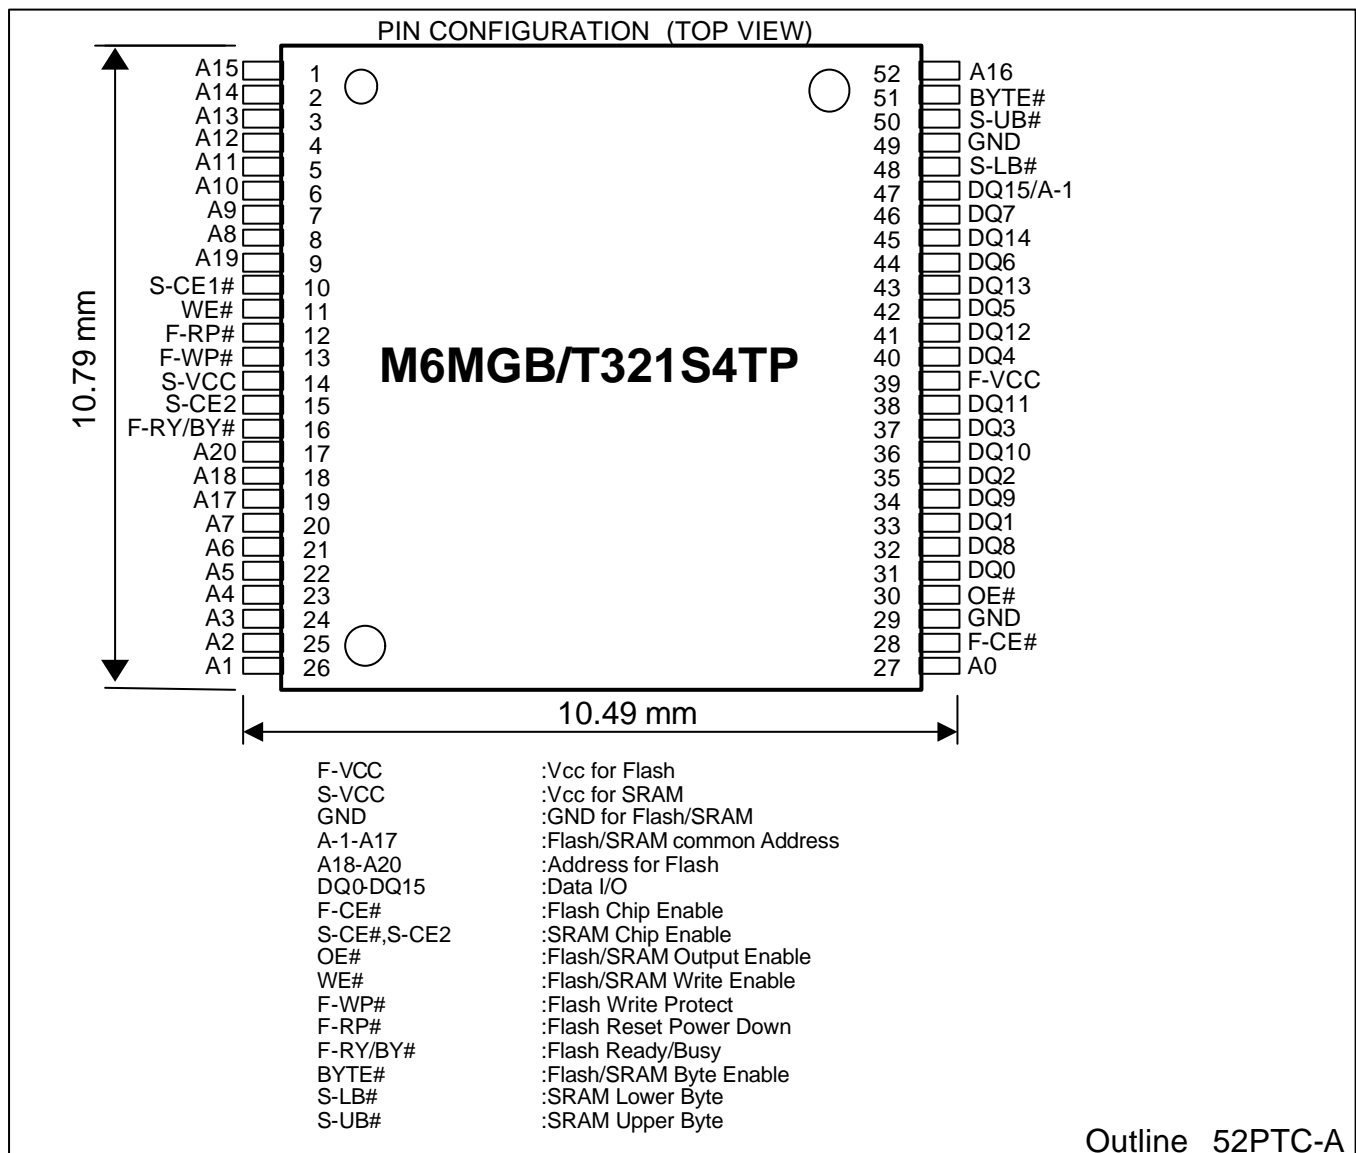 PIN CONFIGURATION (TOP VIEW)
A15 1 52 A16
A14 2 51 BYTE#
A13 3 50 S-UB#
A12 4 49 GND
A11 5 48 S-LB#
A10 6 47 DQ15/A-1
A9 7 46 DQ7
A8 8 45 DQ14
A19 9 44 DQ6
S-CE1# 10 43 DQ13
WE# 11 42 DQ5
F-RP# 12 41 DQ12
F-WP# 13 40 DQ4
S-VCC 14 39 F-VCC
S-CE2 15 38 DQ11
F-RY/BY# 16 37 DQ3
A20 17 36 DQ10
A18 18 35 DQ2
A17 19 34 DQ9
A7 20 33 DQ1
A6 21 32 DQ8
A5 22 31 DQ0
A4 23 30 OE#
A3 24 29 GND
A2 25 28 F-CE#
A1 26 27 A0
M6MGB/T321S4TP
10.79 mm
10.49 mm
F-VCC :Vcc for Flash
S-VCC :Vcc for SRAM
GND :GND for Flash/SRAM
A-1-A17 :Flash/SRAM common Address
A18-A20 :Address for Flash
DQ0-DQ15 :Data I/O
F-CE# :Flash Chip Enable
S-CE#,S-CE2 :SRAM Chip Enable
OE# :Flash/SRAM Output Enable
WE# :Flash/SRAM Write Enable
F-WP# :Flash Write Protect
F-RP# :Flash Reset Power Down
F-RY/BY# :Flash Ready/Busy
BYTE# :Flash/SRAM Byte Enable
S-LB# :SRAM Lower Byte
S-UB# :SRAM Upper Byte
Outline 52PTC-A